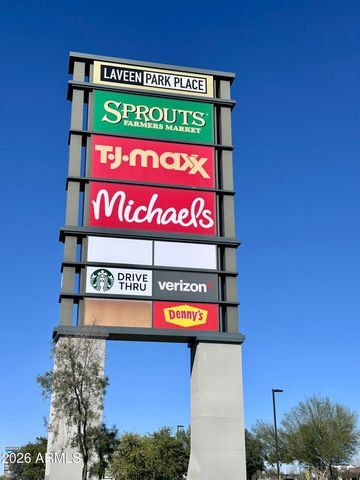 LAVEEN PARK PLACE
SPROUTS
FARMERS MARKET
T·J·maxx
Michaels
DRIVE
THRU
verizon
Denny's
2026 ARMLS